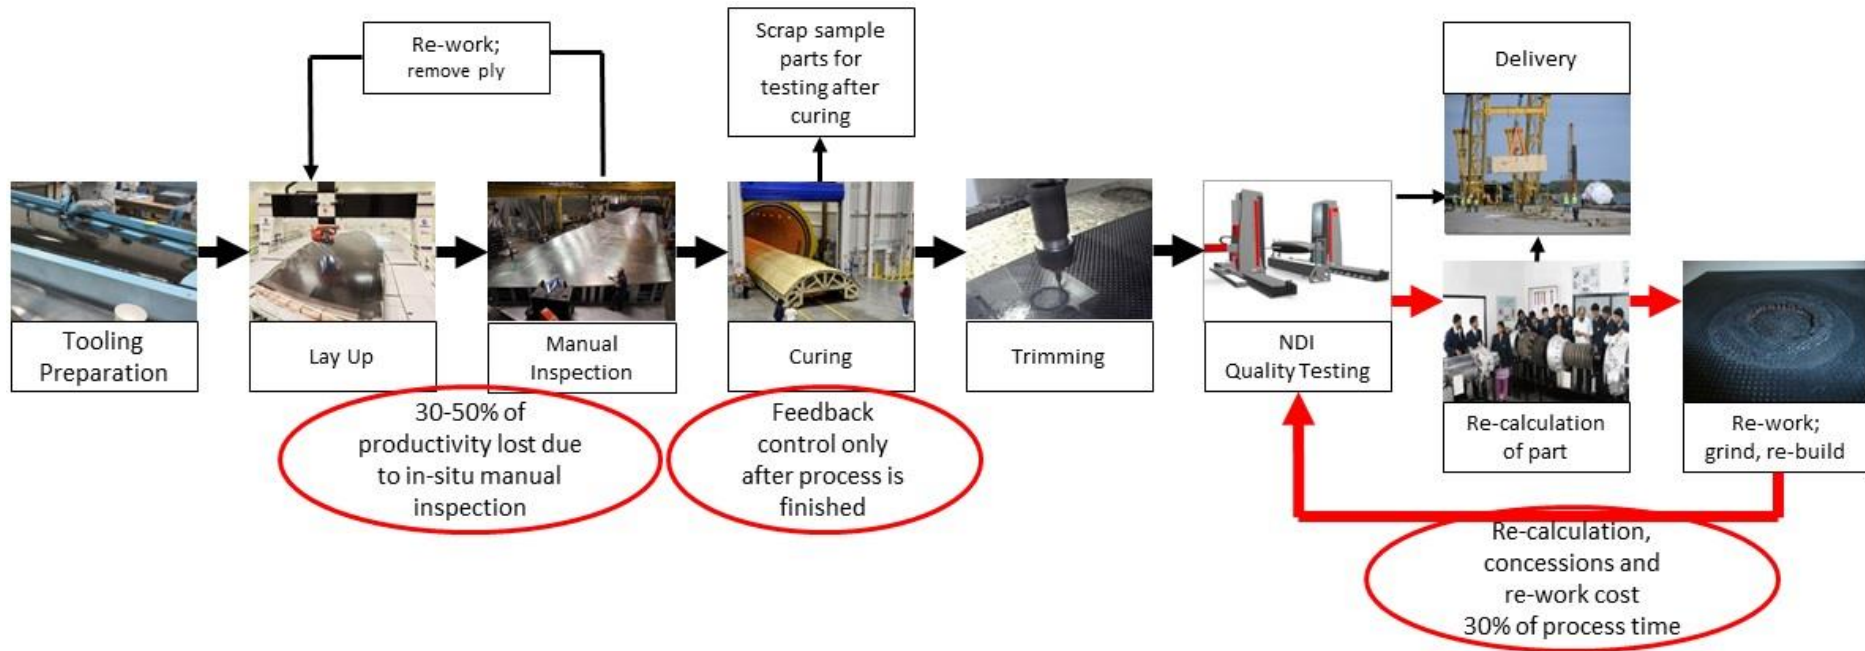 Re-work;
remove ply
Scrap sample
parts for
testing after
curing
Delivery
Tooling
Preparation
Lay Up
Manual
Inspection
Curing
Trimming
NDI
Quality Testing
Re-calculation
of part
Re-work;
grind, re-build
30-50% of
productivity lost due
to in-situ manual
inspection
Feedback
control only
after process is
finished
Re-calculation,
concessions and
re-work cost
30% of process time